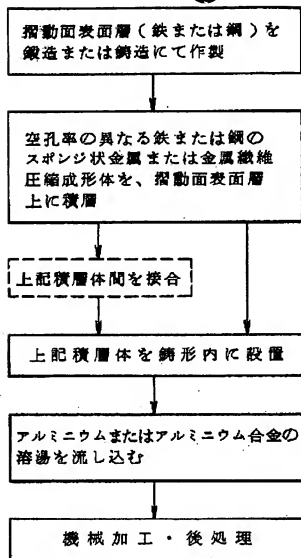 摺動面表面層(鉄または鋼)を
鍛造または鋳造にて作製
空孔率の異なる鉄または鋼の
スポンジ状金属または金属繊維
圧縮成形体を、摺動面表面層
上に積層
上記積層体間を接合
上記積層体を鋳形内に設置
アルミニウムまたはアルミニウム合金の
溶湯を流し込む
機械加工・後処理